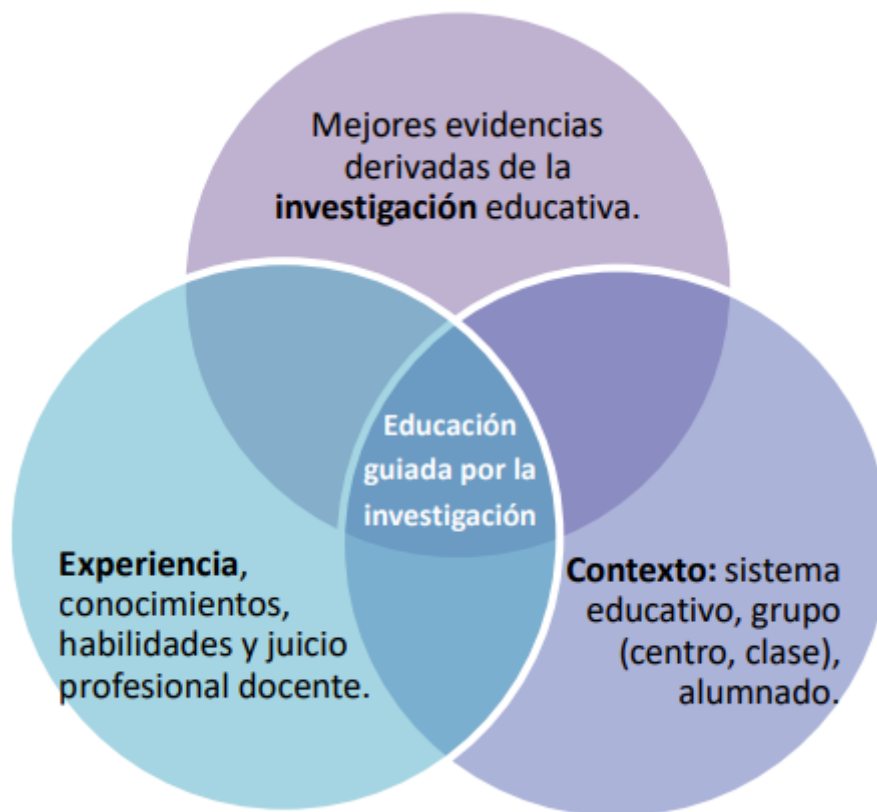 Mejores evidencias
derivadas de la
investigación educativa.
Educación
guiada por la
investigación
Experiencia,
conocimientos,
habilidades y juicio
profesional docente.
Contexto: sistema
educativo, grupo
(centro, clase),
alumnado.